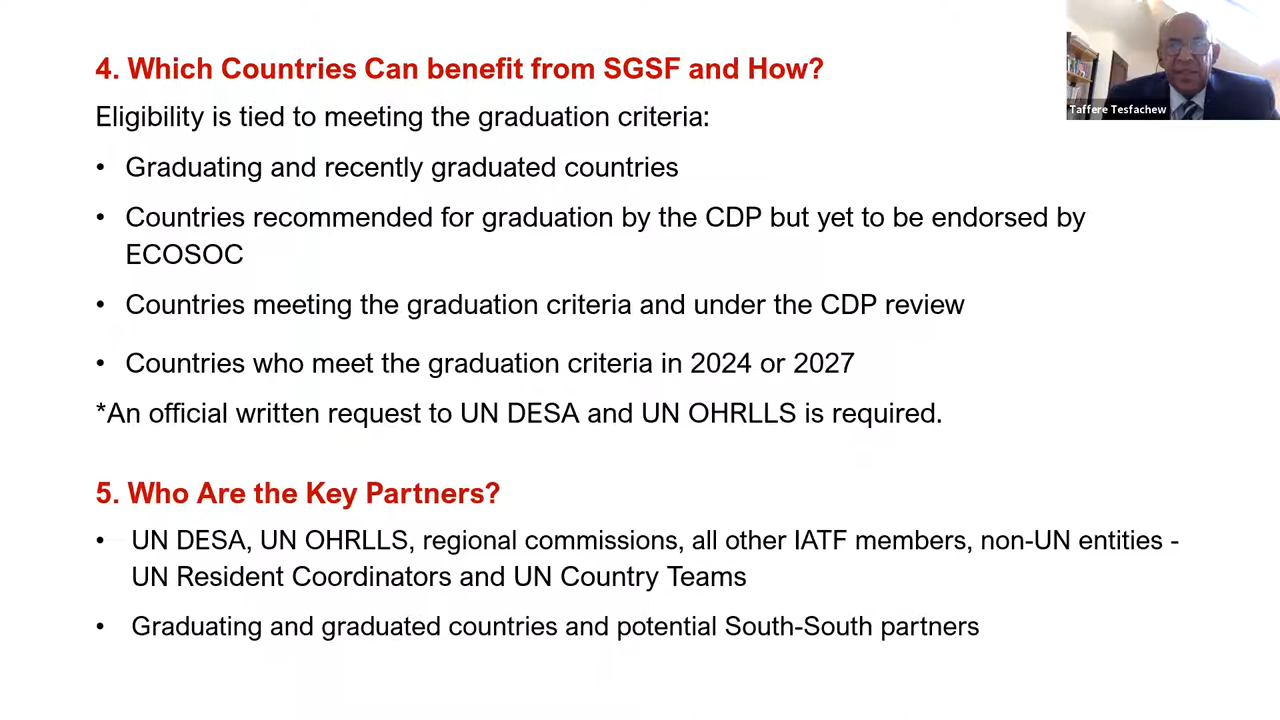 4. Which Countries Can benefit from SGSF and How?
Taffere Tesfachew
Eligibility is tied to meeting the graduation criteria:
• Graduating and recently graduated countries
• Countries recommended for graduation by the CDP but yet to be endorsed by
ECOSOC
• Countries meeting the graduation criteria and under the CDP review
• Countries who meet the graduation criteria in 2024 or 2027
*An official written request to UN DESA and UN OHRLLS is required.
5. Who Are the Key Partners?
• UN DESA, UN OHRLLS, regional commissions, all other IATF members, non-UN entities -
UN Resident Coordinators and UN Country Teams
• Graduating and graduated countries and potential South-South partners